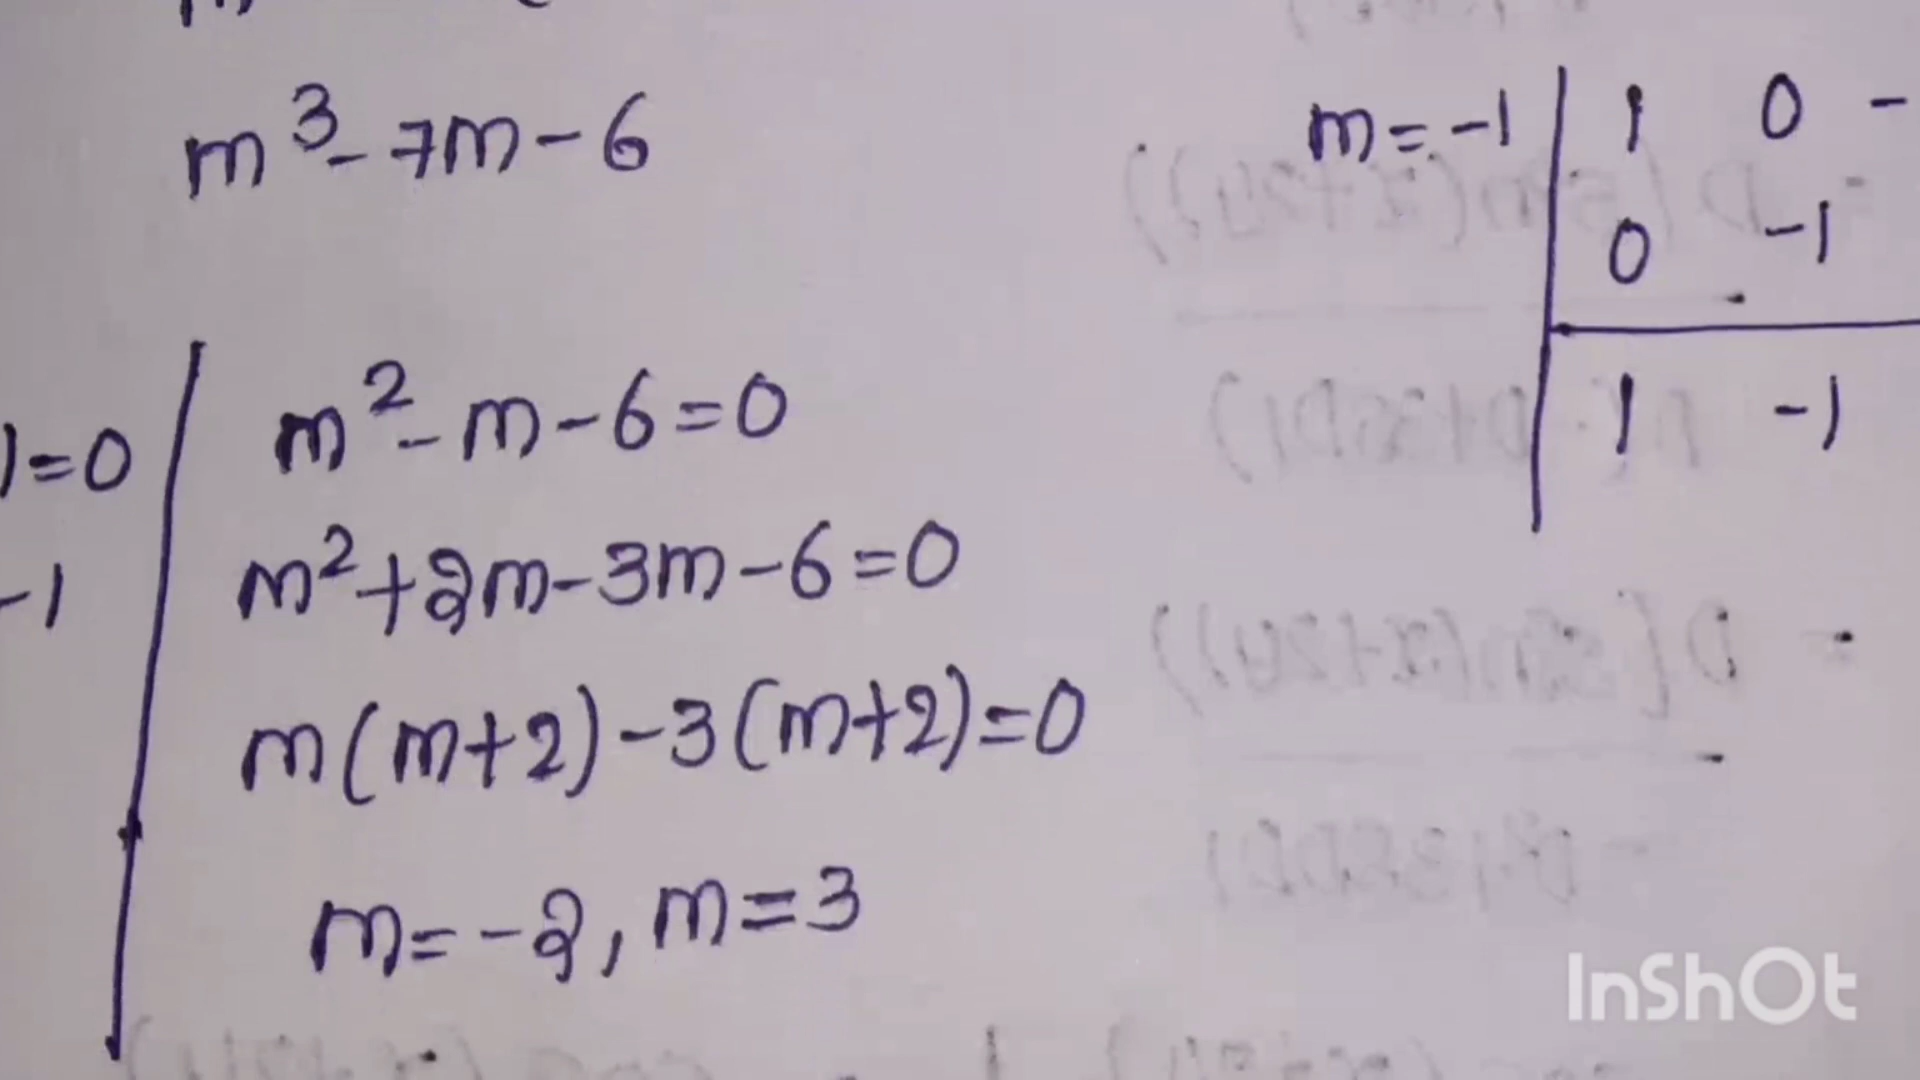 m³ - 7m - 6
m = -1 | 1 0 -
0 -1
1 -1
1 = 0 | m² - m - 6 = 0
-1 | m² + 2m - 3m - 6 = 0
m(m+2) - 3(m+2) = 0
m = -2, m = 3
InShOt